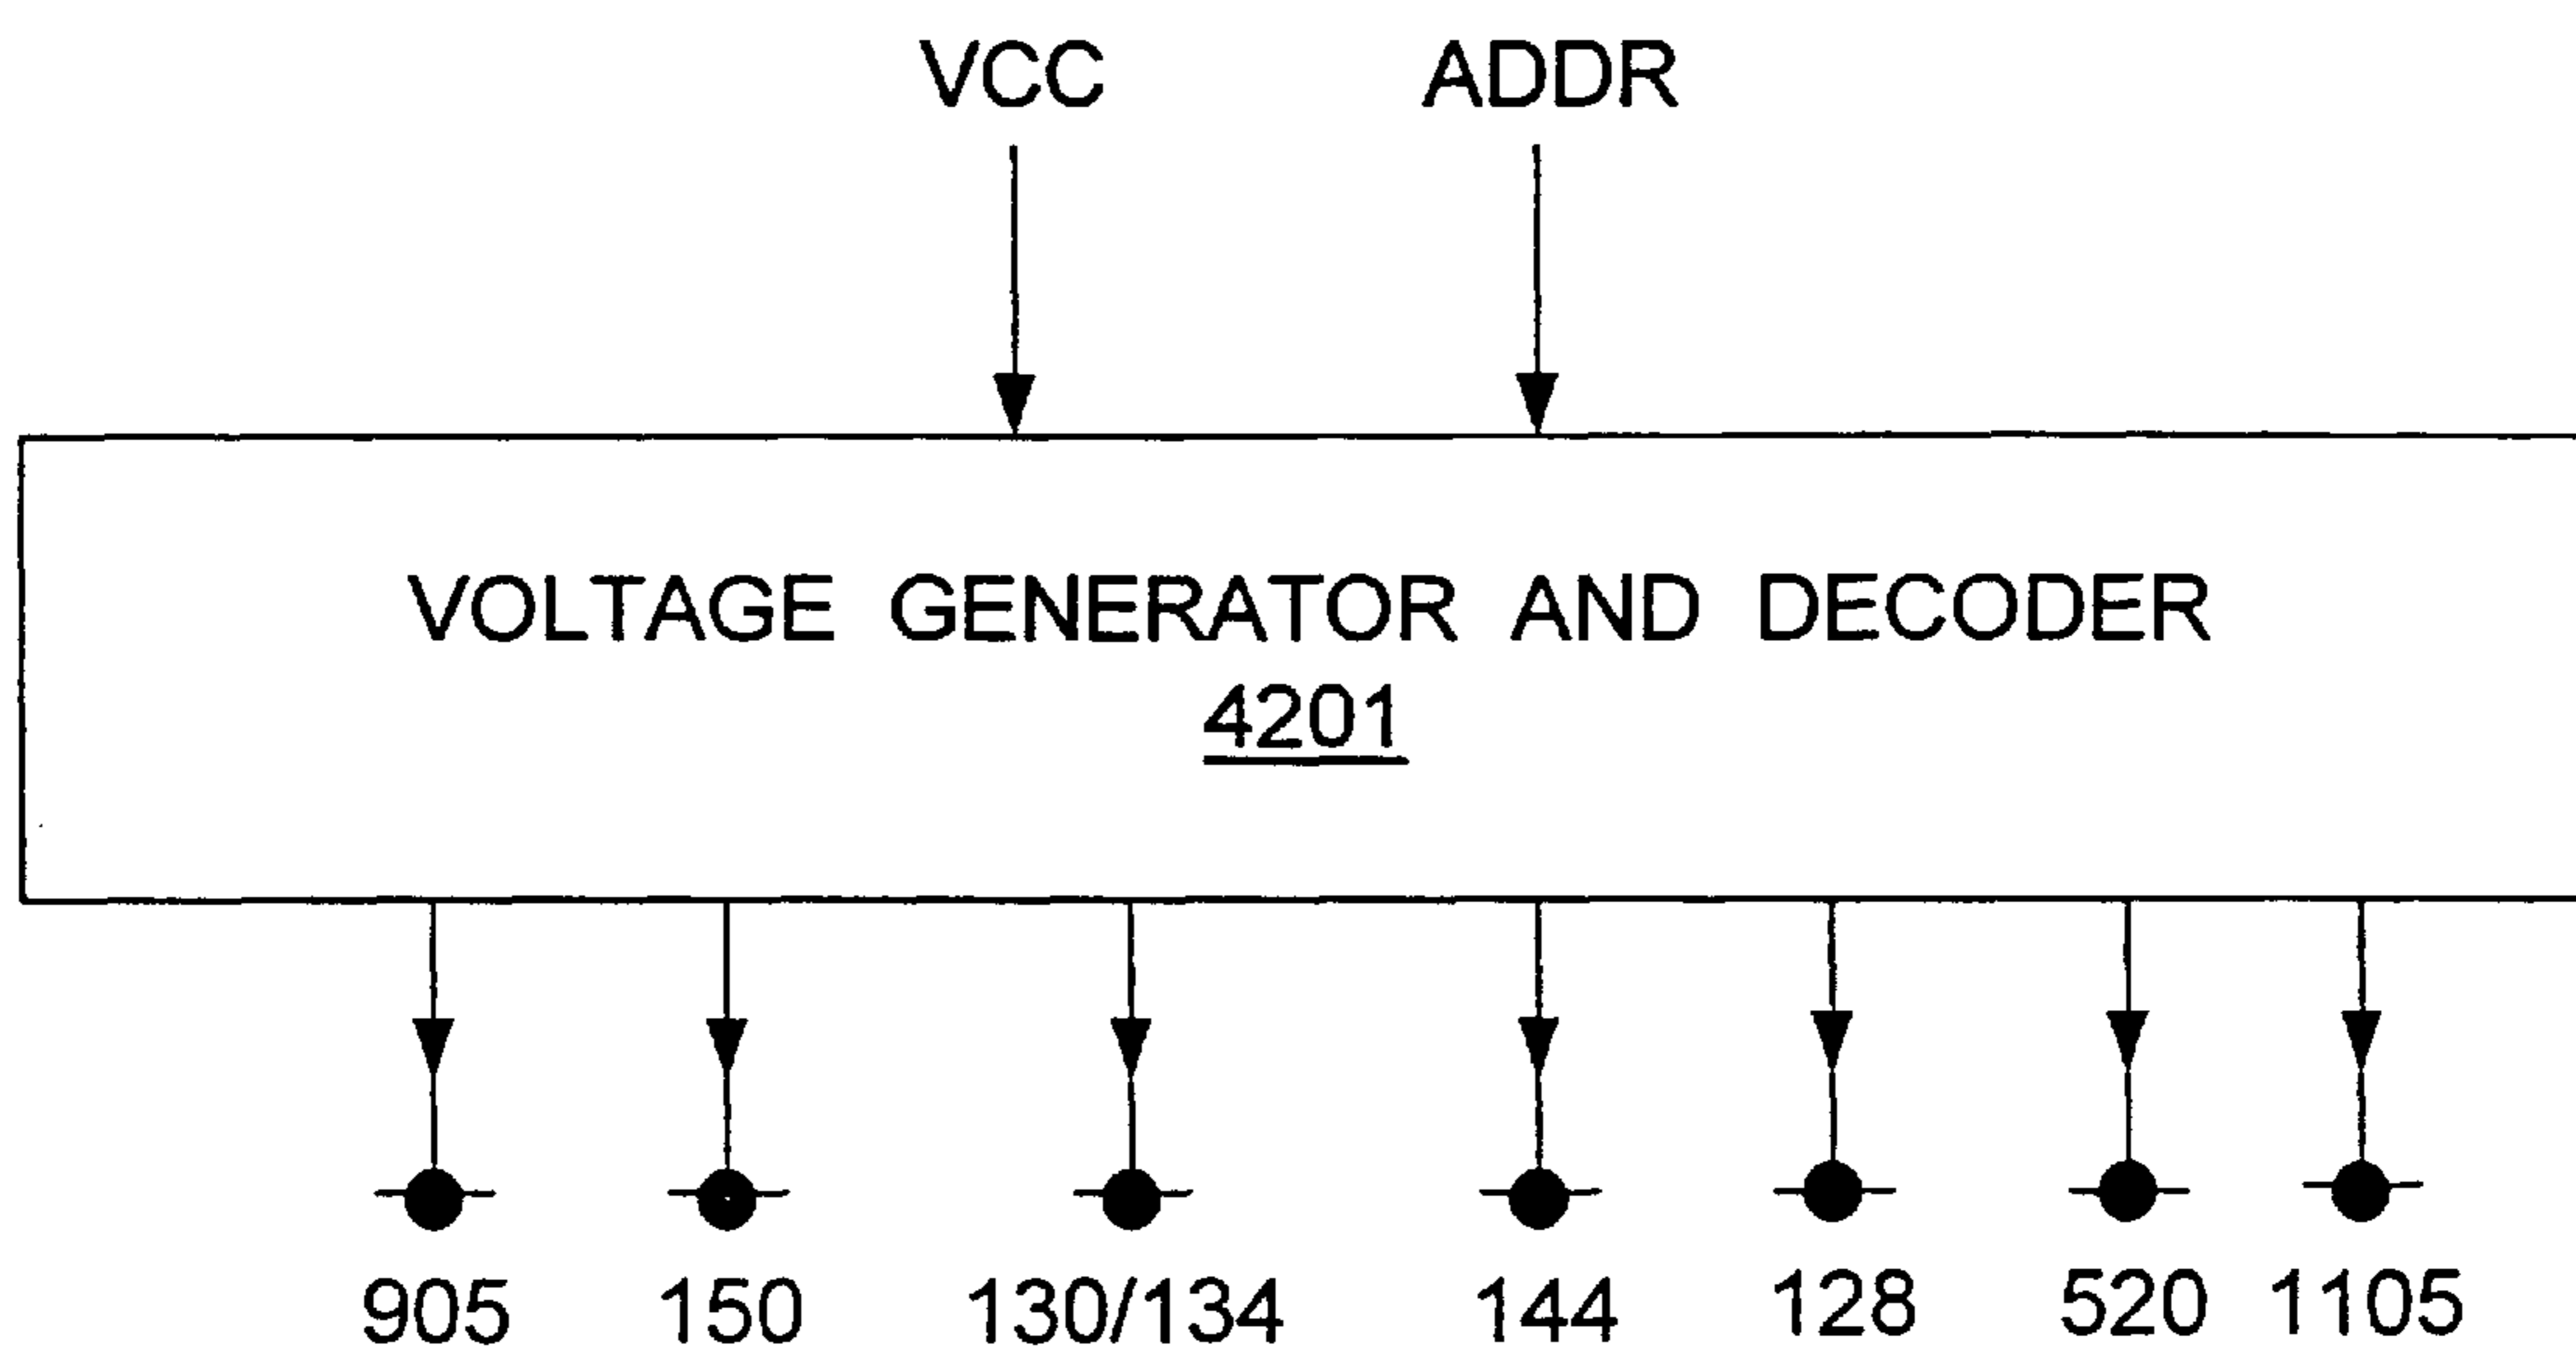 VCC ADDR
VOLTAGE GENERATOR AND DECODER
4201
905 150 130/134 144 128 520 1105